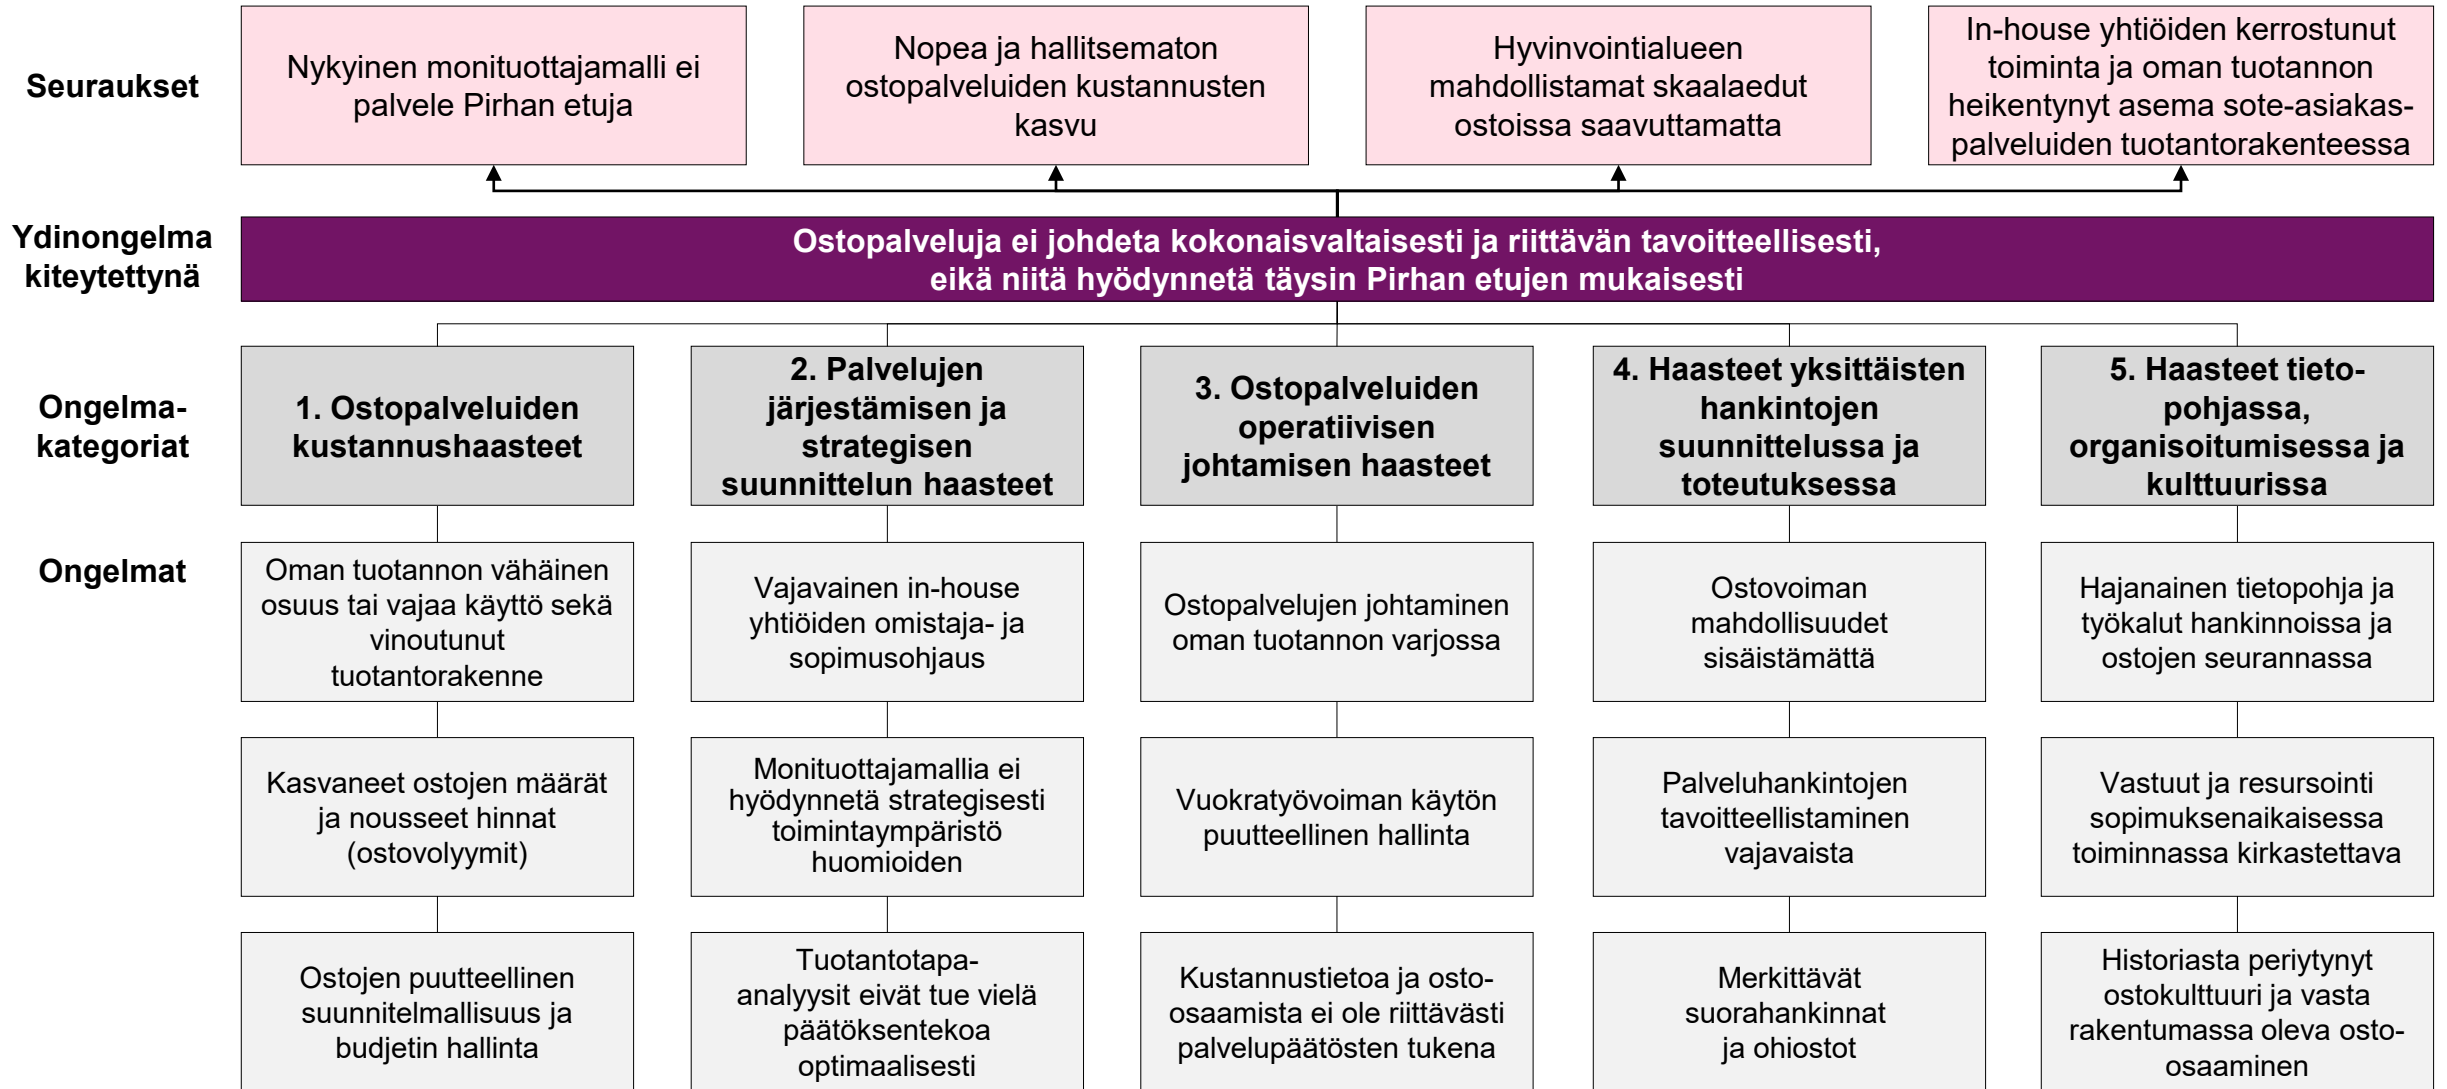 Seuraukset
Nykyinen monituottajamalli ei
palvele Pirhan etuja
Nopea ja hallitsematon
ostopalveluiden kustannusten
kasvu
Hyvinvointialueen
mahdollistamat skaalaedut
ostoissa saavuttamatta
In-house yhtiöiden kerrostunut
toiminta ja oman tuotannon
heikentynyt asema sote-asiakas-
palveluiden tuotantorakenteessa
Ydinongelma
kiteytettynä
Ostopalveluja ei johdeta kokonaisvaltaisesti ja riittävän tavoitteellisesti,
eikä niitä hyödynnetä täysin Pirhan etujen mukaisesti
Ongelma-
kategoriat
1. Ostopalveluiden
kustannushaasteet
2. Palvelujen
järjestämisen ja
strategisen
suunnittelun haasteet
3. Ostopalveluiden
operatiivisen
johtamisen haasteet
4. Haasteet yksittäisten
hankintojen
suunnittelussa ja
toteutuksessa
5. Haasteet tieto-
pohjassa,
organisoitumisessa ja
kulttuurissa
Ongelmat
Oman tuotannon vähäinen
osuus tai vajaa käyttö sekä
vinoutunut
tuotantorakenne
Vajavainen in-house
yhtiöiden omistaja- ja
sopimusohjaus
Ostopalvelujen johtaminen
oman tuotannon varjossa
Ostovoiman
mahdollisuudet
sisäistämättä
Hajanainen tietopohja ja
työkalut hankinnoissa ja
ostojen seurannassa
Kasvaneet ostojen määrät
ja nousseet hinnat
(ostovolyymit)
Monituottajamallia ei
hyödynnetä strategisesti
toimintaympäristö
huomioiden
Vuokratyövoiman käytön
puutteellinen hallinta
Palveluhankintojen
tavoitteellistaminen
vajavaista
Vastuut ja resursointi
sopimuksenaikaisessa
toiminnassa kirkastettava
Ostojen puutteellinen
suunnitelmallisuus ja
budjetin hallinta
Tuotantotapa-
analyysit eivät tue vielä
päätöksentekoa
optimaalisesti
Kustannustietoa ja osto-
osaamista ei ole riittävästi
palvelupäätösten tukena
Merkittävät
suorahankinnat
ja ohiostot
Historiasta periytynyt
ostokulttuuri ja vasta
rakentumassa oleva osto-
osaaminen